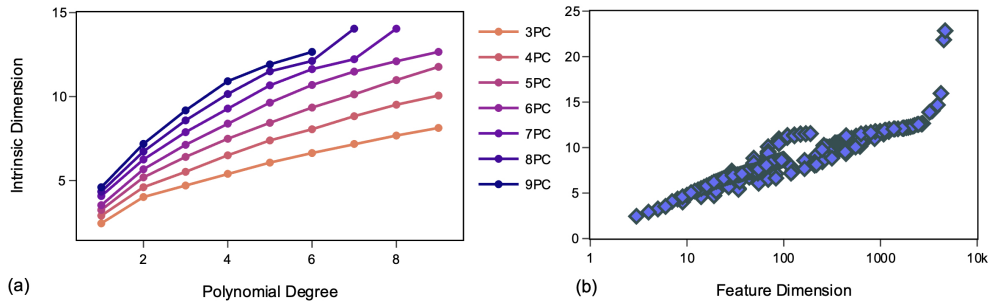 15
10
5
2
4
6
8
Intrinsic Dimension
Polynomial Degree
(a)
3PC
4PC
5PC
6PC
7PC
8PC
9PC
25
20
15
10
5
0
1
10
100
1000
10k
Feature Dimension
(b)